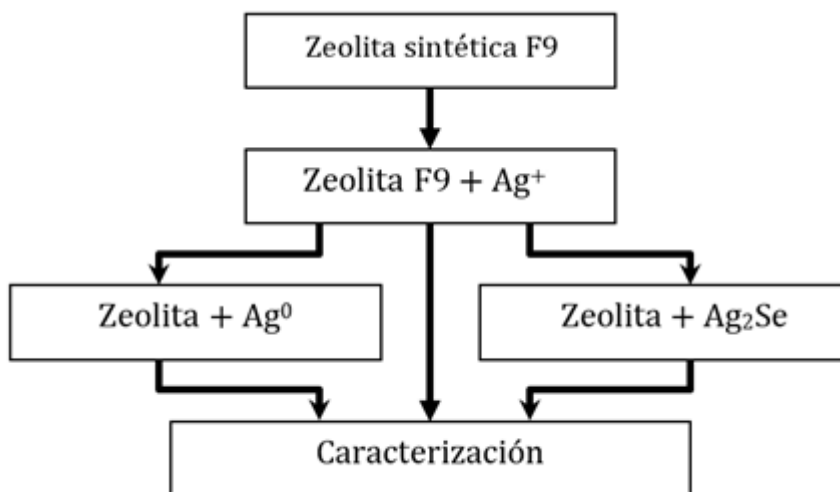 Zeolita sintética F9
Zeolita F9 + Ag⁺
Zeolita + Ag⁰
Zeolita + Ag₂Se
Caracterización